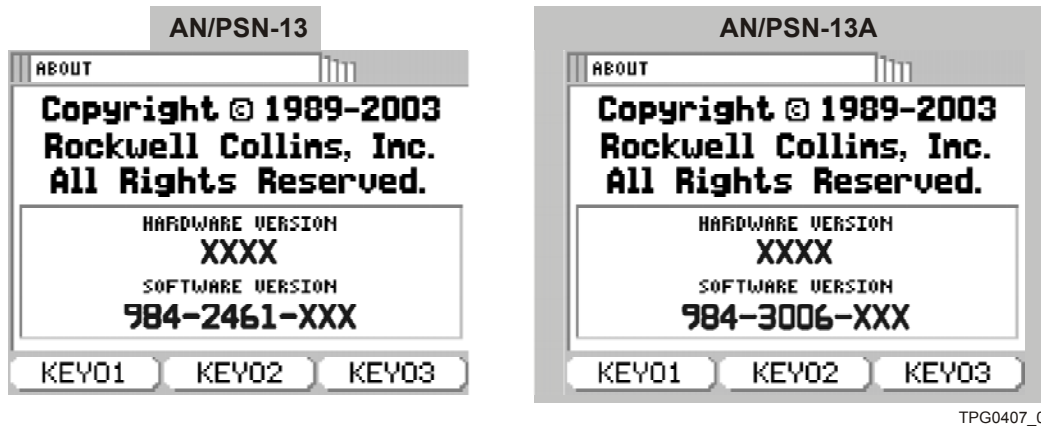 AN/PSN-13
ABOUT
Copyright © 1989-2003
Rockwell Collins, Inc.
All Rights Reserved.
HARDWARE VERSION
XXXX
SOFTWARE VERSION
984-2461-XXX
KEY01 KEY02 KEY03
AN/PSN-13A
ABOUT
Copyright © 1989-2003
Rockwell Collins, Inc.
All Rights Reserved.
HARDWARE VERSION
XXXX
SOFTWARE VERSION
984-3006-XXX
KEY01 KEY02 KEY03
TPG0407_0